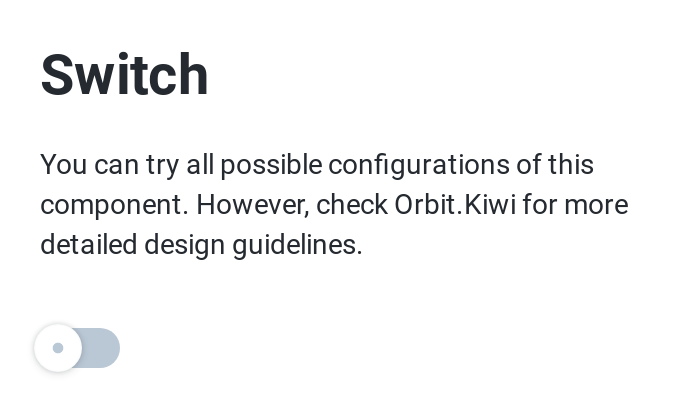 Switch
You can try all possible configurations of this
component. However, check Orbit.Kiwi for more
detailed design guidelines.